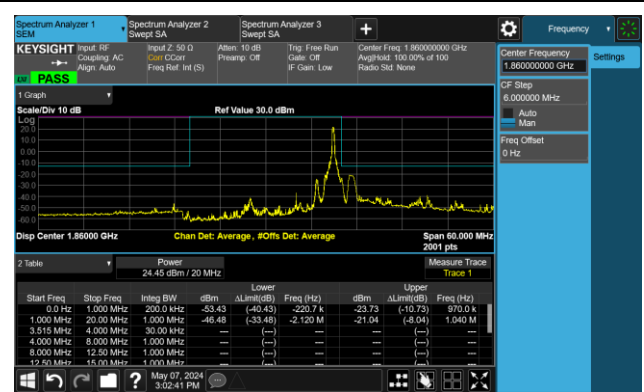 Spectrum Analyzer 1
SEM
Spectrum Analyzer 2
Swept SA
Spectrum Analyzer 3
Swept SA
Frequency
KEYSIGHT
Input: RF
Coupling: AC
Align: Auto
Input Z: 50 Ω
Corr CCorr
Freq Ref: Int (S)
Atten: 10 dB
Preamp: Off
Trig: Free Run
Gate: Off
IF Gain: Low
Center Freq: 1.860000000 GHz
Avg|Hold: 100.00% of 100
Radio Std: None
PASS
Center Frequency
1.860000000 GHz
Settings
CF Step
6.000000 MHz
Auto
Man
Freq Offset
0 Hz
1 Graph
Scale/Div 10 dB
Ref Value 30.0 dBm
Log
20.0
10.0
0.00
-10.0
-20.0
-30.0
-40.0
-50.0
-60.0
Disp Center 1.86000 GHz
Chan Det: Average , #Offs Det: Average
Span 60.000 MHz
2001 pts
2 Table
Power
24.45 dBm / 20 MHz
Measure Trace
Trace 1
Lower Upper
Start Freq Stop Freq Integ BW dBm ΔLimit(dB) Freq (Hz) dBm ΔLimit(dB) Freq (Hz)
0.0 Hz 1.000 MHz 200.0 kHz -53.43 (-40.43) -220.7 k -23.73 (-10.73) 970.0 k
1.000 MHz 20.00 MHz 1.000 MHz -46.48 (-33.48) -2.120 M -21.04 (-8.04) 1.040 M
3.515 MHz 4.000 MHz 30.00 kHz --- (---) --- --- (---) ---
4.000 MHz 8.000 MHz 1.000 MHz --- (---) --- --- (---) ---
8.000 MHz 12.50 MHz 1.000 MHz --- (---) --- --- (---) ---
12.50 MHz 15.00 MHz 1.000 MHz --- (---) --- --- (---) ---
May 07, 2024
3:02:41 PM